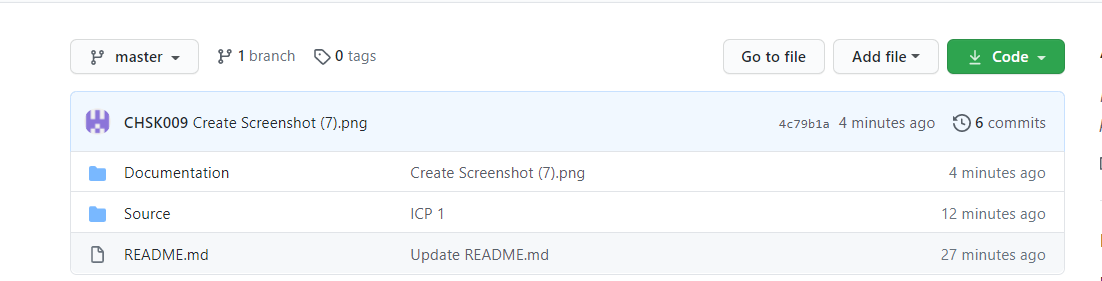 master 1 branch 0 tags Go to file Add file Code
CHSK009 Create Screenshot (7).png 4c79b1a 4 minutes ago 6 commits
Documentation Create Screenshot (7).png 4 minutes ago
Source ICP 1 12 minutes ago
README.md Update README.md 27 minutes ago